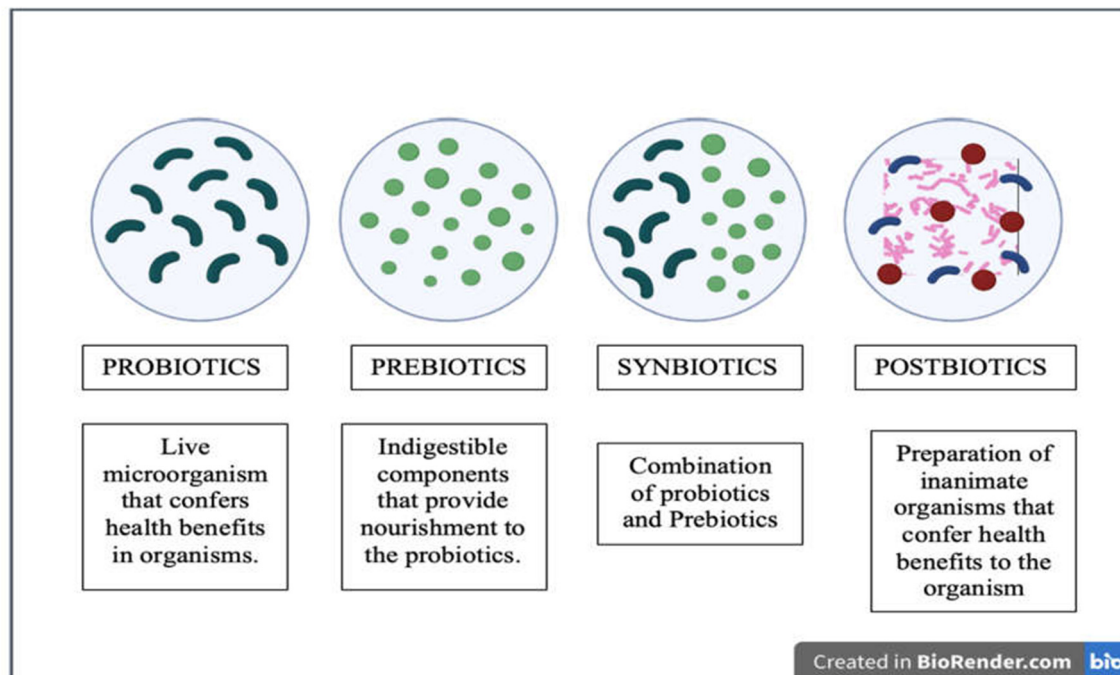 PROBIOTICS
PREBIOTICS
SYNBIOTICS
POSTBIOTICS
Live
microorganism
that confers
health benefits
in organisms.
Indigestible
components
that provide
nourishment to
the probiotics.
Combination
of probiotics
and Prebiotics
Preparation of
inanimate
organisms that
confer health
benefits to the
organism
Created in BioRender.com bio